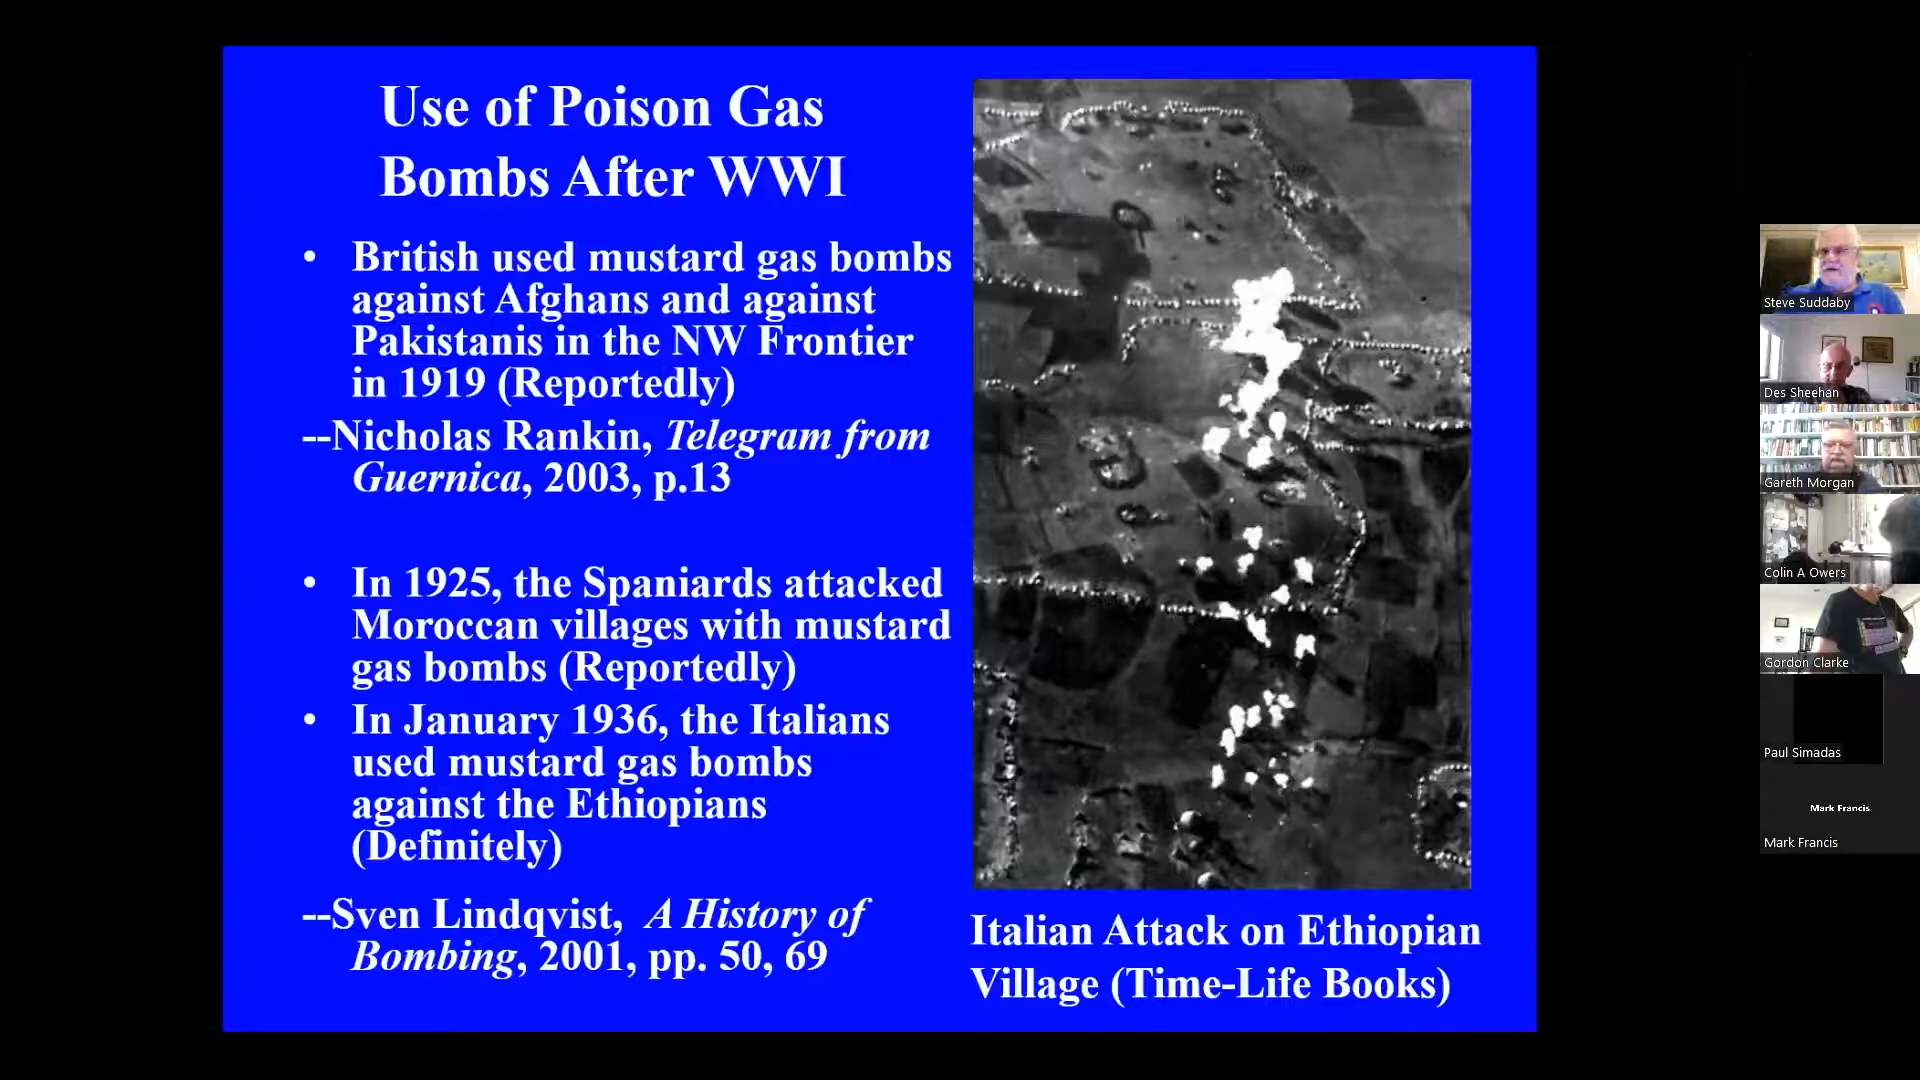 Use of Poison Gas
Bombs After WWI
• British used mustard gas bombs
against Afghans and against
Pakistanis in the NW Frontier
in 1919 (Reportedly)
--Nicholas Rankin, Telegram from
Guernica, 2003, p.13
• In 1925, the Spaniards attacked
Moroccan villages with mustard
gas bombs (Reportedly)
• In January 1936, the Italians
used mustard gas bombs
against the Ethiopians
(Definitely)
--Sven Lindqvist, A History of
Bombing, 2001, pp. 50, 69
Italian Attack on Ethiopian
Village (Time-Life Books)
Steve Suddaby
Des Sheehan
Gareth Morgan
Colin A Owers
Gordon Clarke
Paul Simadas
Mark Francis
Mark Francis